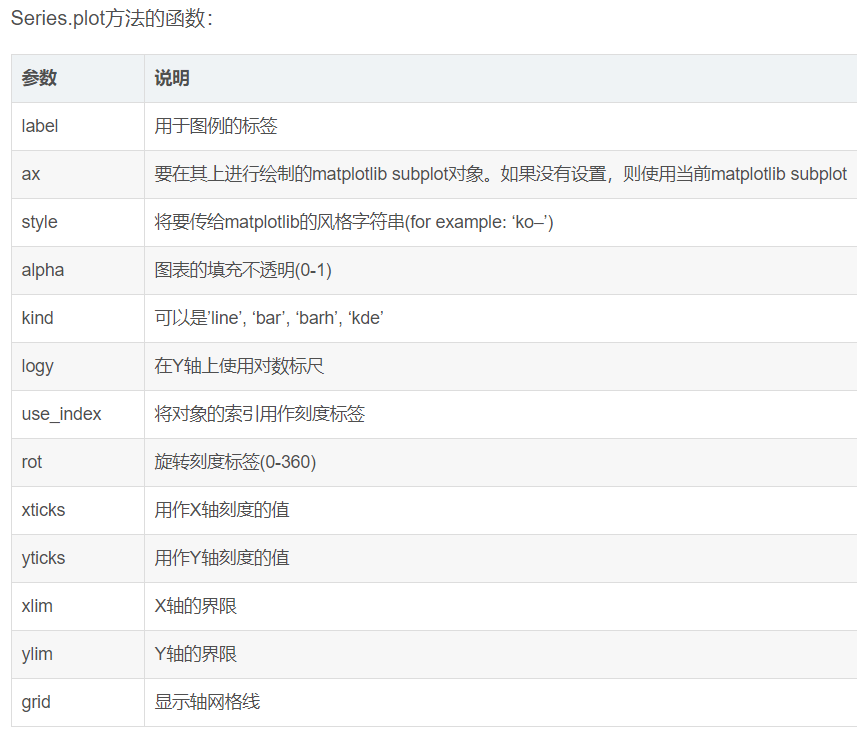 Series.plot方法的函数：
参数 说明
label 用于图例的标签
ax 要在其上进行绘制的matplotlib subplot对象。如果没有设置，则使用当前matplotlib subplot
style 将要传给matplotlib的风格字符串(for example: ‘ko–’)
alpha 图表的填充不透明(0-1)
kind 可以是’line’, ‘bar’, ‘barh’, ‘kde’
logy 在Y轴上使用对数标尺
use_index 将对象的索引用作刻度标签
rot 旋转刻度标签(0-360)
xticks 用作X轴刻度的值
yticks 用作Y轴刻度的值
xlim X轴的界限
ylim Y轴的界限
grid 显示轴网格线